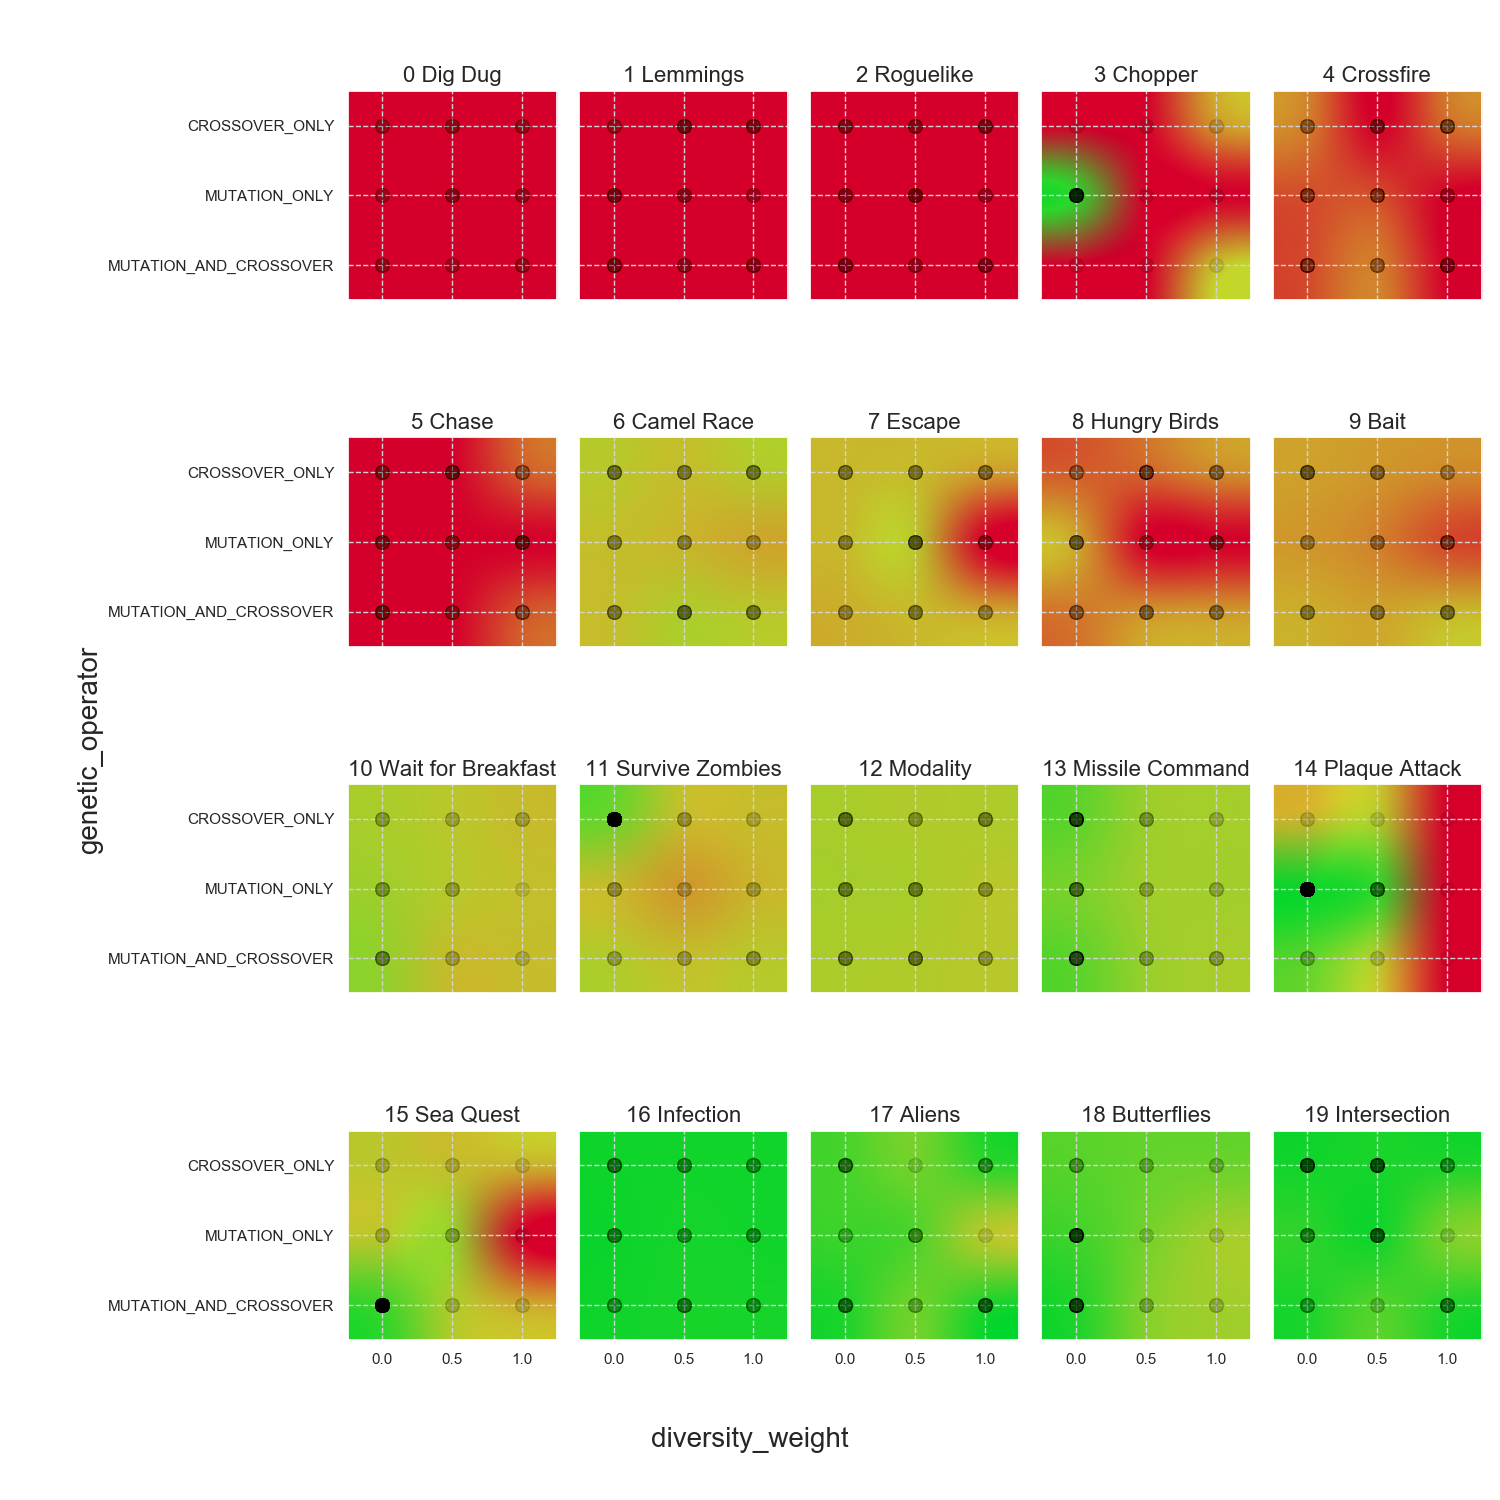 0 Dig Dug
1 Lemmings
2 Roguelike
3 Chopper
4 Crossfire
CROSSOVER_ONLY
MUTATION_ONLY
MUTATION_AND_CROSSOVER
5 Chase
6 Camel Race
7 Escape
8 Hungry Birds
9 Bait
CROSSOVER_ONLY
MUTATION_ONLY
MUTATION_AND_CROSSOVER
genetic_operator
10 Wait for Breakfast
11 Survive Zombies
12 Modality
13 Missile Command
14 Plaque Attack
CROSSOVER_ONLY
MUTATION_ONLY
MUTATION_AND_CROSSOVER
15 Sea Quest
16 Infection
17 Aliens
18 Butterflies
19 Intersection
CROSSOVER_ONLY
MUTATION_ONLY
MUTATION_AND_CROSSOVER
0.0 0.5 1.0
0.0 0.5 1.0
0.0 0.5 1.0
0.0 0.5 1.0
0.0 0.5 1.0
diversity_weight